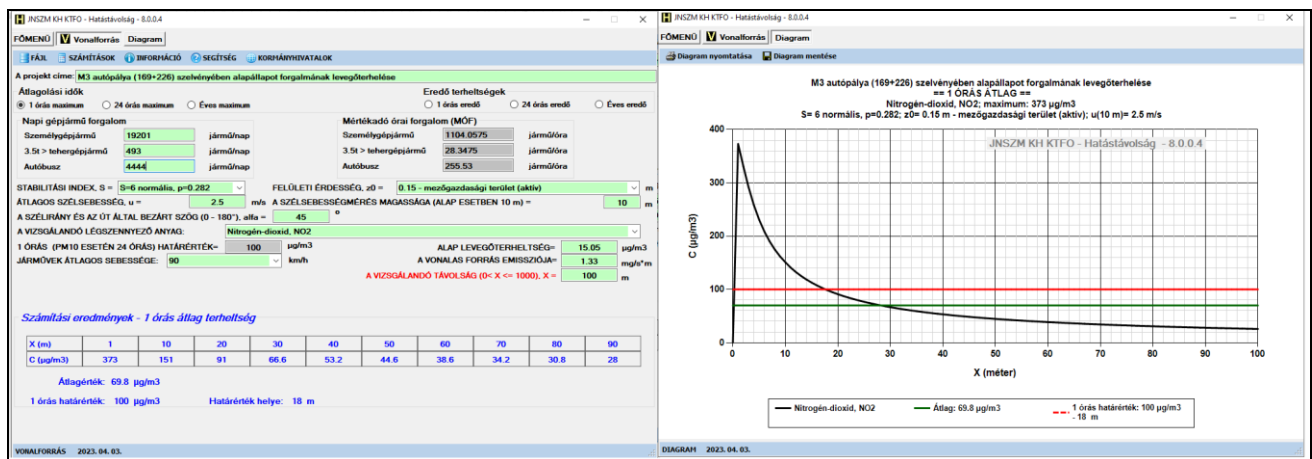 JNSZM KH KTFO - Hatástávolság - 8.0.0.4
FŐMENÜ Vonalforrás Diagram
FÁJL SZÁMÍTÁSOK INFORMÁCIÓ SEGÍTSÉG KORMÁNYHIVATALOK
A projekt címe: M3 autópálya (169+226) szelvényében alapállapot forgalmának levegőterhelése
Átlagolási idők Eredő terheltségek
1 órás maximum 24 órás maximum Éves maximum 1 órás eredő 24 órás eredő Éves eredő
Napi gépjármű forgalom Mértékadó órai forgalom (MÓF)
Személygépjármű 19201 jármű/nap Személygépjármű 1104.0575 jármű/óra
3.5t > tehergépjármű 493 jármű/nap 3.5t > tehergépjármű 28.3475 jármű/óra
Autóbusz 4444 jármű/nap Autóbusz 255.53 jármű/óra
STABILITÁSI INDEX, S = S=6 normális, p=0.282 FELÜLETI ÉRDESSÉG, z0 = 0.15 - mezőgazdasági terület (aktív) m
ÁTLAGOS SZÉLSEBESSÉG, u = 2.5 m/s A SZÉLSEBESSÉGMÉRÉS MAGASSÁGA (ALAP ESETBEN 10 m) = 10 m
A SZÉLIRÁNY ÉS AZ ÚT ÁLTAL BEZÁRT SZÖG (0 - 180°), alfa = 45 °
A VIZSGÁLANDÓ LÉGSZENNYEZŐ ANYAG: Nitrogén-dioxid, NO2
1 ÓRÁS (PM10 ESETÉN 24 ÓRÁS) HATÁRÉRTÉK= 100 µg/m3 ALAP LEVEGŐTERHELTSÉG= 15.05 µg/m3
JÁRMŰVEK ÁTLAGOS SEBESSÉGE: 90 km/h A VONALAS FORRÁS EMISSZIÓJA= 1.33 mg/s*m
A VIZSGÁLANDÓ TÁVOLSÁG (0< X <= 1000), X = 100 m
Számítási eredmények - 1 órás átlag terheltség
X (m) 1 10 20 30 40 50 60 70 80 90
C (µg/m3) 373 151 91 66.6 53.2 44.6 38.6 34.2 30.8 28
Átlagérték: 69.8 µg/m3
1 órás határérték: 100 µg/m3 Határérték helye: 18 m
VONALFORRÁS 2023. 04. 03.
JNSZM KH KTFO - Hatástávolság - 8.0.0.4
FŐMENÜ Vonalforrás Diagram
Diagram nyomtatása Diagram mentése
M3 autópálya (169+226) szelvényében alapállapot forgalmának levegőterhelése
== 1 ÓRÁS ÁTLAG ==
Nitrogén-dioxid, NO2; maximum: 373 µg/m3
S= 6 normális, p=0.282; z0= 0.15 m - mezőgazdasági terület (aktív); u(10 m)= 2.5 m/s
JNSZM KH KTFO - Hatástávolság - 8.0.0.4
C (µg/m3)
400
300
200
100
0
0 10 20 30 40 50 60 70 80 90 100
X (méter)
Nitrogén-dioxid, NO2 Átlag: 69.8 µg/m3 1 órás határérték: 100 µg/m3
- 18 m
DIAGRAM 2023. 04. 03.